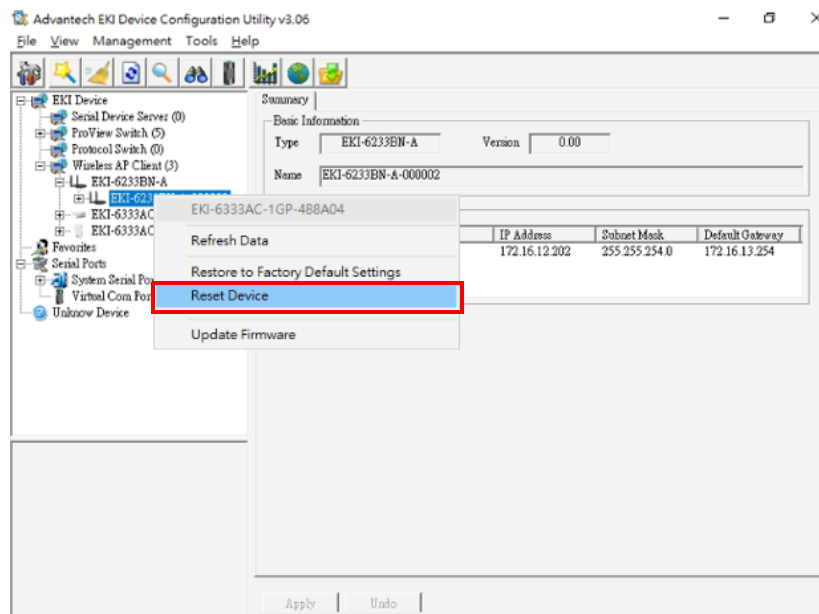 Advantech EKI Device Configuration Utility v3.06
File View Management Tools Help
EKI Device
Serial Device Server (0)
ProView Switch (5)
Protocol Switch (0)
Wireless AP Client (3)
EKI-6233BN-A
EKI-6333AC
EKI-6333AC
Favorites
Serial Ports
System Serial Por
Virtual Com Por
Unknow Device
EKI-6333AC-1GP-4B8A04
Refresh Data
Restore to Factory Default Settings
Reset Device
Update Firmware
Summary
Basic Information
Type EKI-6233BN-A Version 0.00
Name EKI-6233BN-A-000002
IP Address Subnet Mask Default Gateway
172.16.12.202 255.255.254.0 172.16.13.254
Apply Undo